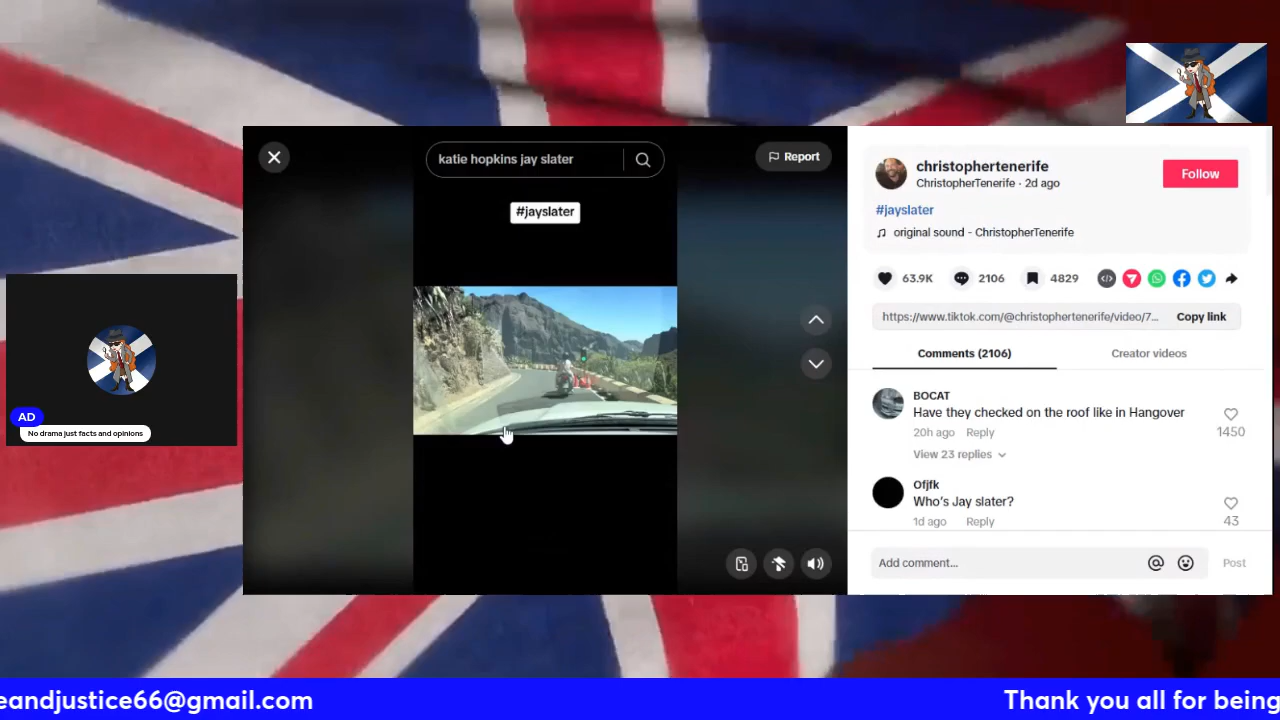 katie hopkins jay slater
Report
#jayslater
christophertenerife
ChristopherTenerife · 2d ago
Follow
#jayslater
original sound - ChristopherTenerife
63.9K
2106
4829
https://www.tiktok.com/@christophertenerife/video/7...
Copy link
Comments (2106)
Creator videos
BOCAT
Have they checked on the roof like in Hangover
20h ago
Reply
1450
View 23 replies
Ofjfk
Who's Jay slater?
1d ago
Reply
43
Add comment...
Post
AD
No drama just facts and opinions
eandjustice66@gmail.com
Thank you all for being